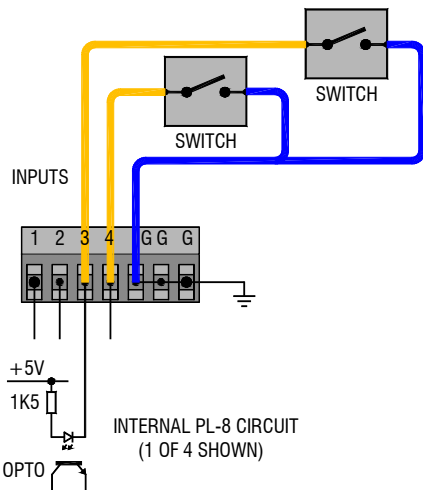 SWITCH
SWITCH
INPUTS
1 2 3 4 G G G
+5V
1K5
INTERNAL PL-8 CIRCUIT
(1 OF 4 SHOWN)
OPTO